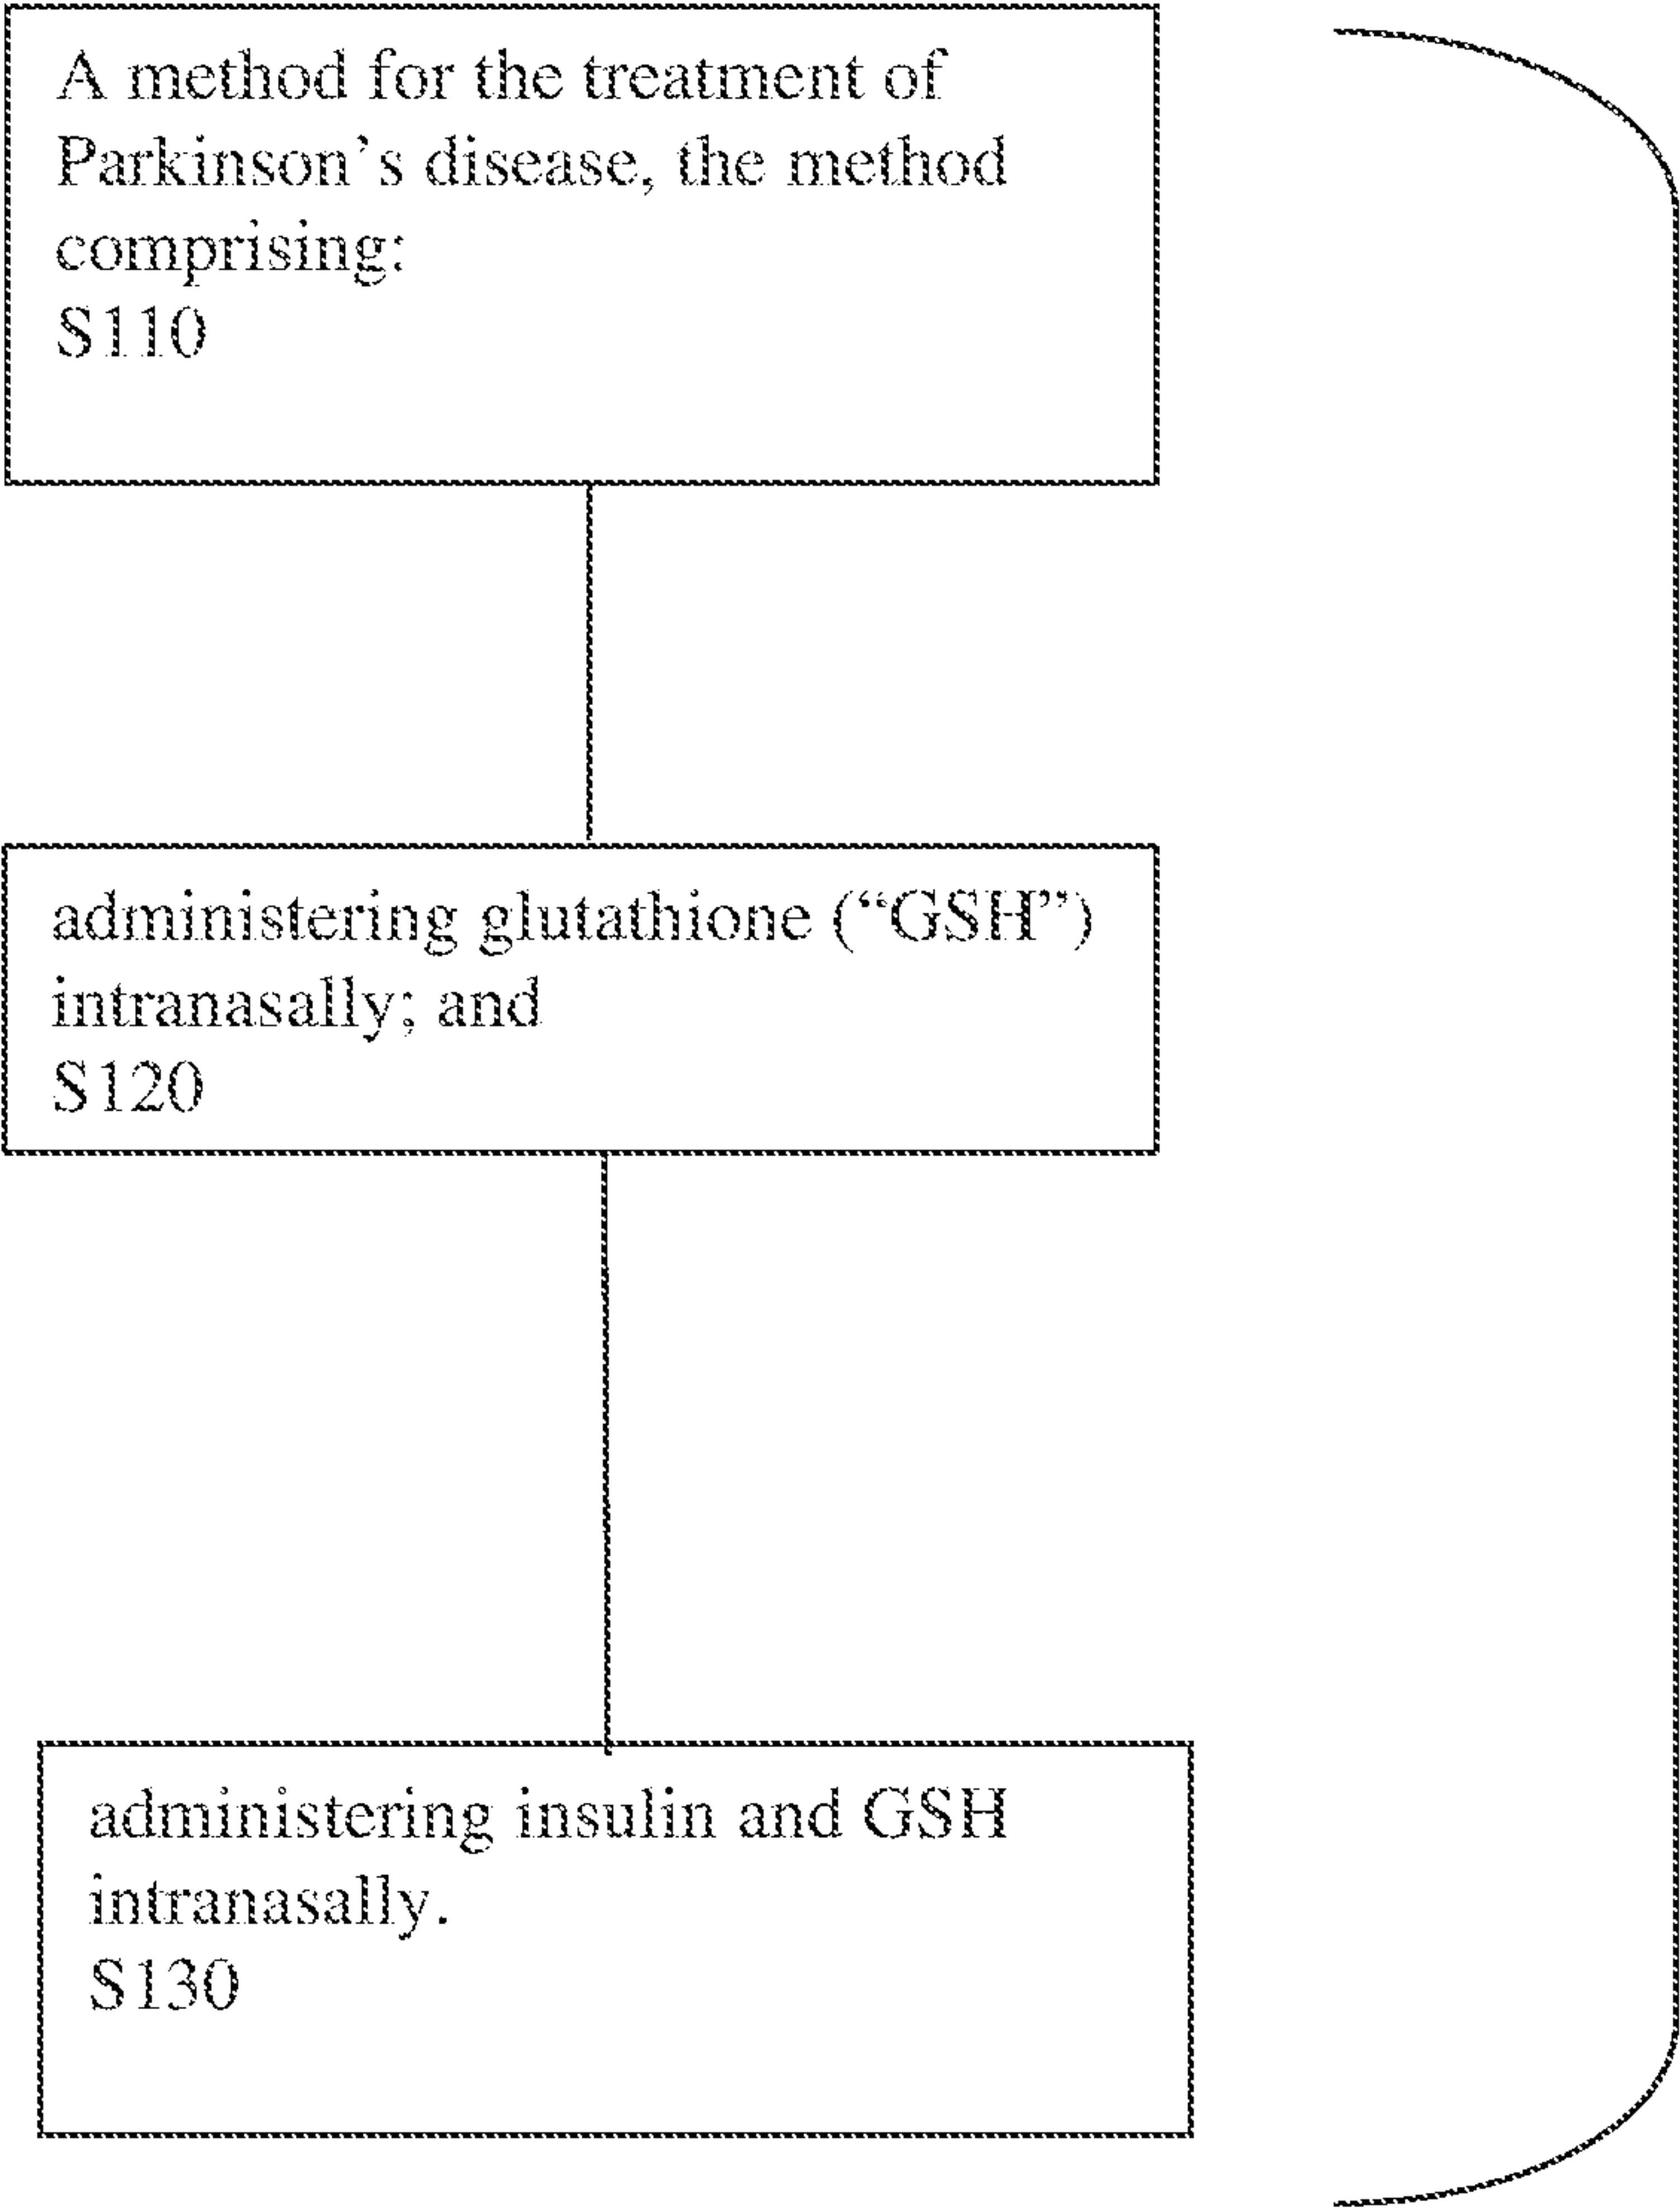 A method for the treatment of
Parkinson’s disease, the method
comprising:
S110
administering glutathione (“GSH”)
intranasally; and
S120
administering insulin and GSH
intranasally.
S130